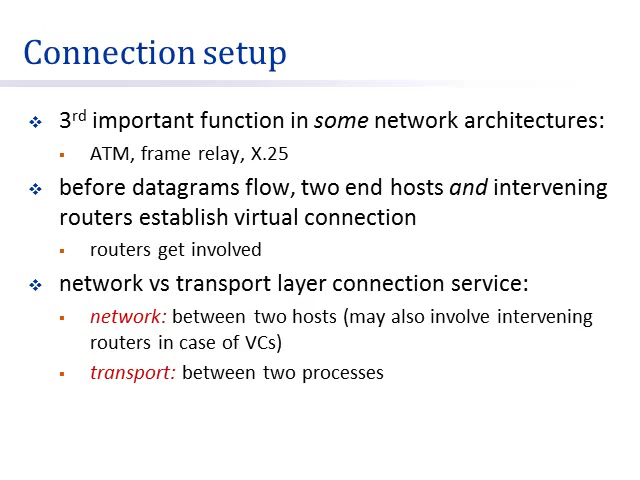 Connection setup
❖ 3rd important function in some network architectures:
▪ ATM, frame relay, X.25
❖ before datagrams flow, two end hosts and intervening
routers establish virtual connection
▪ routers get involved
❖ network vs transport layer connection service:
▪ network: between two hosts (may also involve intervening
routers in case of VCs)
▪ transport: between two processes